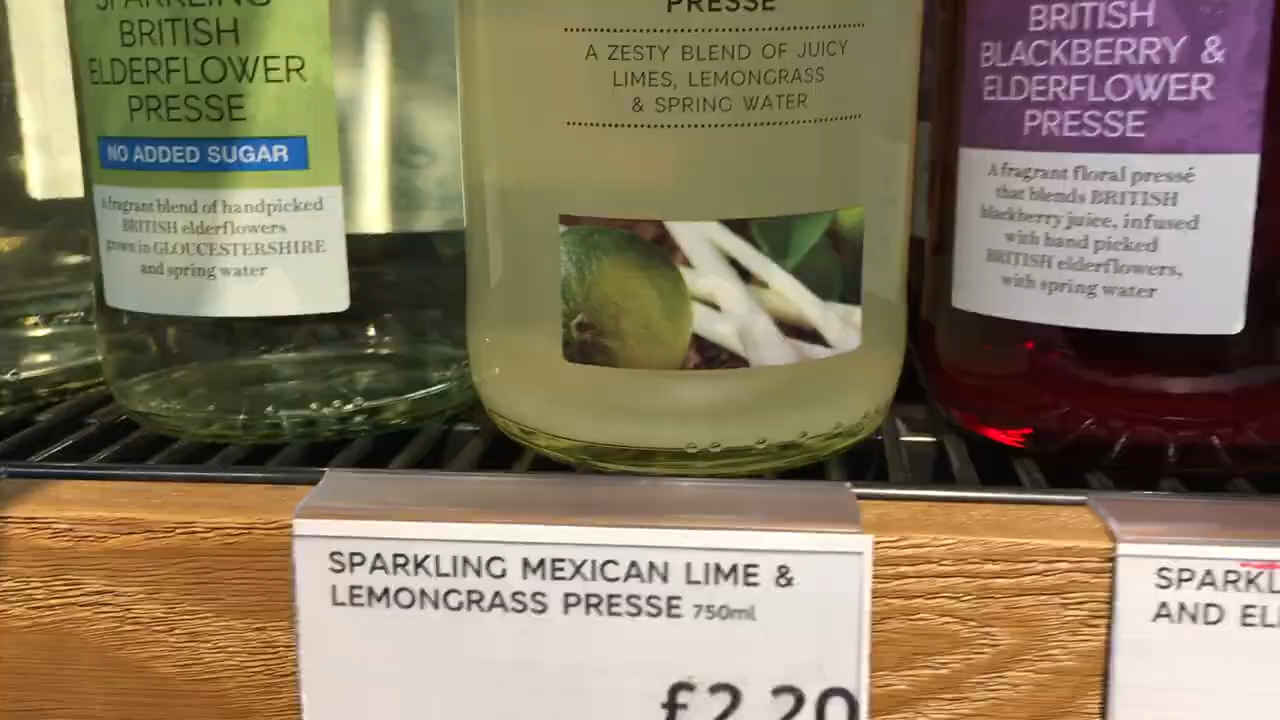 SPARKLING
BRITISH
ELDERFLOWER
PRESSE
NO ADDED SUGAR
A fragrant blend of handpicked
BRITISH elderflowers
grown in GLOUCESTERSHIRE
and spring water
PRESSE
A ZESTY BLEND OF JUICY
LIMES, LEMONGRASS
& SPRING WATER
BRITISH
BLACKBERRY &
ELDERFLOWER
PRESSE
A fragrant floral pressé
that blends BRITISH
blackberry juice, infused
with hand picked
BRITISH elderflowers,
with spring water
SPARKLING MEXICAN LIME &
LEMONGRASS PRESSE 750ml
£2.20
SPARKL
AND EL